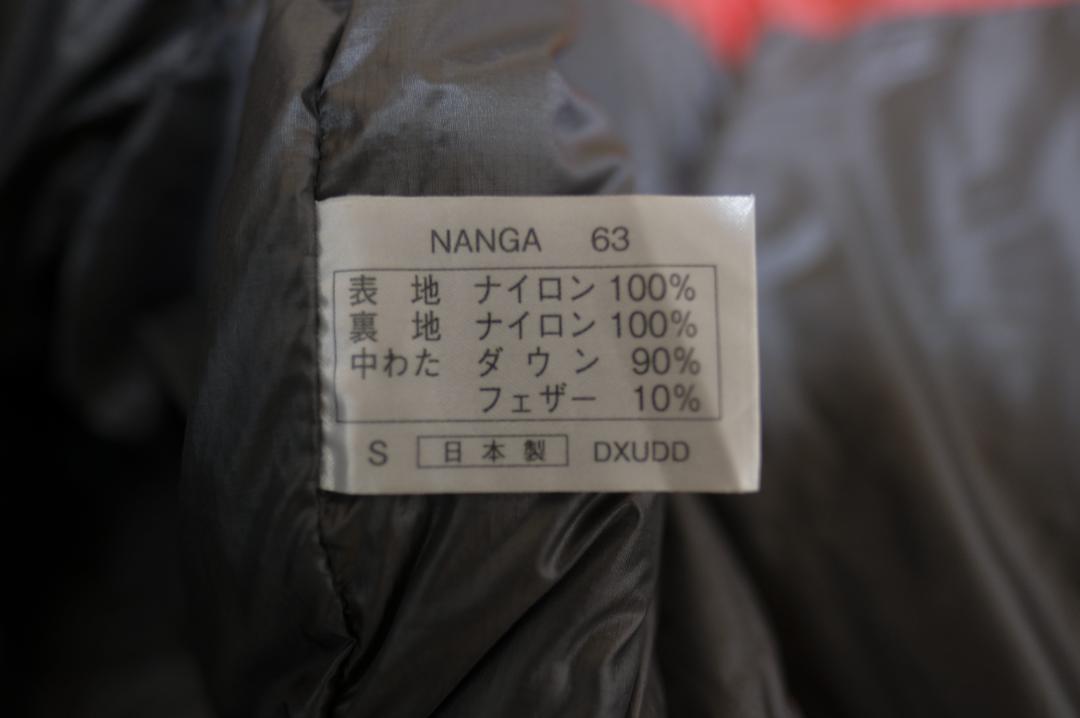 NANGA 63
表地 ナイロン 100%
裏地 ナイロン 100%
中わた ダウン 90%
フェザー 10%
S 日本製 DXUDD